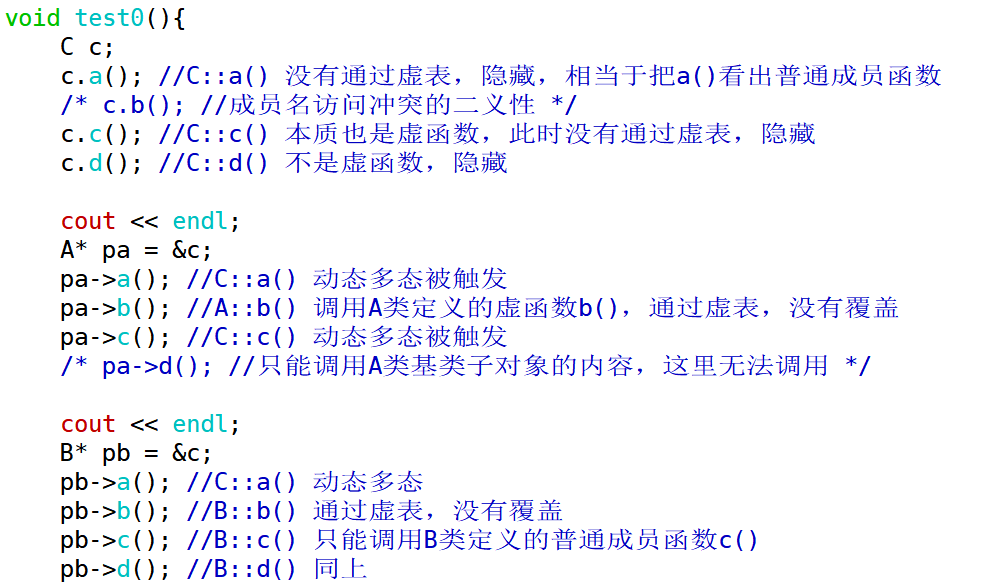 void test0(){
    C c;
    c.a(); //C::a() 没有通过虚表，隐藏，相当于把a()看出普通成员函数
    /* c.b(); //成员名访问冲突的二义性 */
    c.c(); //C::c() 本质也是虚函数，此时没有通过虚表，隐藏
    c.d(); //C::d() 不是虚函数，隐藏

    cout << endl;
    A* pa = &c;
    pa->a(); //C::a() 动态多态被触发
    pa->b(); //A::b() 调用A类定义的虚函数b()，通过虚表，没有覆盖
    pa->c(); //C::c() 动态多态被触发
    /* pa->d(); //只能调用A类基类子对象的内容，这里无法调用 */

    cout << endl;
    B* pb = &c;
    pb->a(); //C::a() 动态多态
    pb->b(); //B::b() 通过虚表，没有覆盖
    pb->c(); //B::c() 只能调用B类定义的普通成员函数c()
    pb->d(); //B::d() 同上